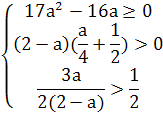 17a² − 16a ≥ 0
(2 − a)(a/4 + 1/2) > 0
3a/2(2 − a) > 1/2